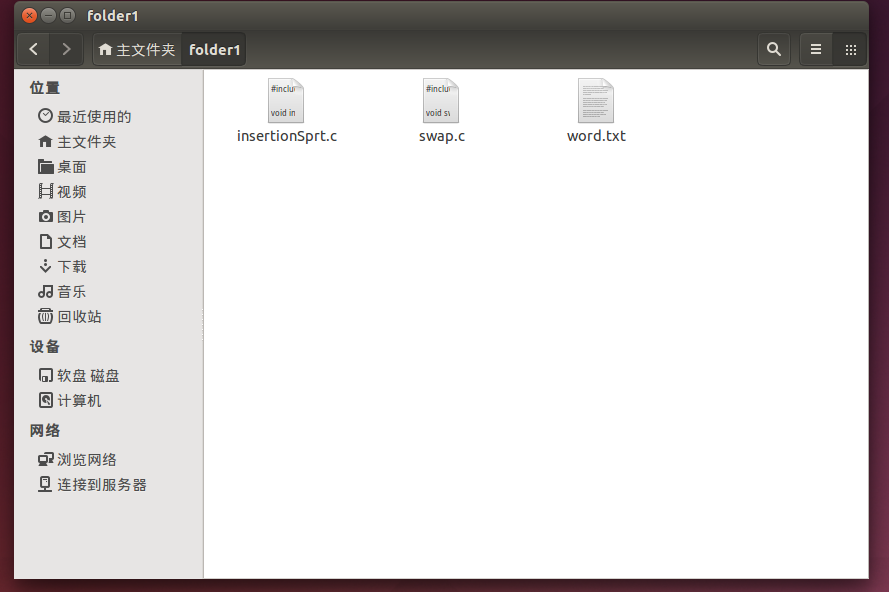 folder1
主文件夹 folder1
位置
最近使用的
主文件夹
桌面
视频
图片
文档
下载
音乐
回收站
设备
软盘 磁盘
计算机
网络
浏览网络
连接到服务器
#inclu
void in
insertionSprt.c
#inclu
void sv
swap.c
word.txt